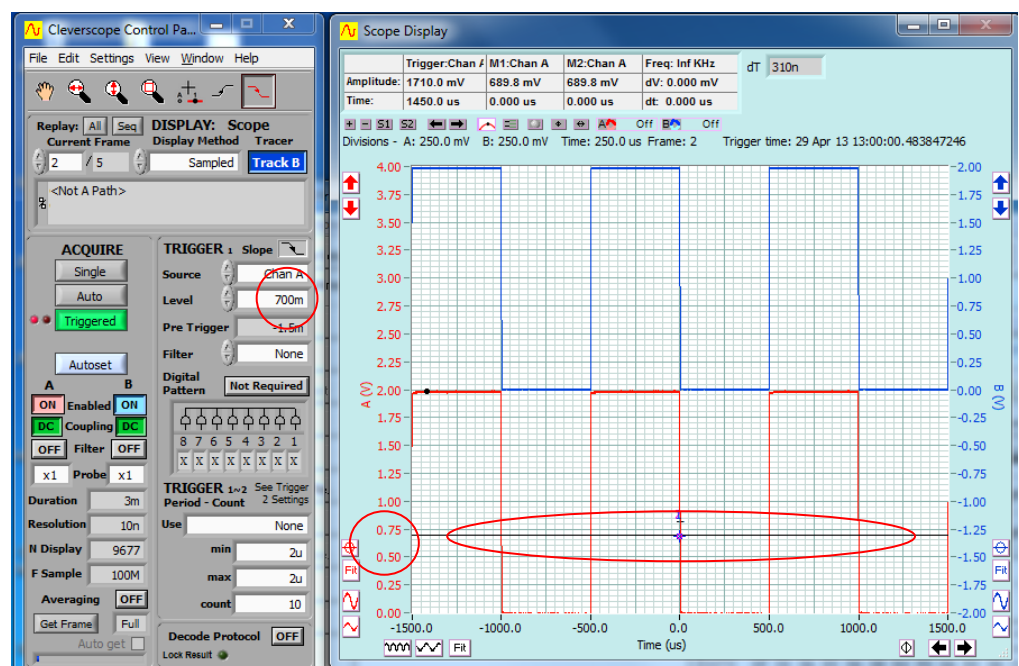 Cleverscope Control Pa...
File Edit Settings View Window Help
Replay: All Seq DISPLAY: Scope
Current Frame Display Method Tracer
2 / 5 Sampled Track B
<Not A Path>
ACQUIRE
Single
Auto
Triggered
Autoset
A B
ON Enabled ON
DC Coupling DC
OFF Filter OFF
x1 Probe x1
Duration 3m
Resolution 10n
N Display 9677
F Sample 100M
Averaging OFF
Get Frame Full
Auto get
TRIGGER 1 Slope
Source Chan A
Level 700m
Pre Trigger -1.5m
Filter None
Digital
Pattern Not Required
8 7 6 5 4 3 2 1
X X X X X X X X
TRIGGER 1~2 See Trigger
Period - Count 2 Settings
Use None
min 2u
max 2u
count 10
Decode Protocol OFF
Lock Result
Scope Display
Trigger:Chan A M1:Chan A M2:Chan A Freq: Inf KHz
Amplitude: 1710.0 mV 689.8 mV 689.8 mV dV: 0.000 mV
Time: 1450.0 us 0.000 us 0.000 us dt: 0.000 us
dT 310n
S1 S2 A Off B Off
Divisions - A: 250.0 mV B: 250.0 mV Time: 250.0 us Frame: 2 Trigger time: 29 Apr 13 13:00:00.483847246
4.00 -2.00
3.75 -1.75
3.50 -1.50
3.25 -1.25
3.00 -1.00
2.75 -0.75
2.50 -0.50
2.25 -0.25
2.00 -0.00
1.75 -0.25
1.50 -0.50
1.25 -0.75
1.00 -1.00
0.75 -1.25
0.50 -1.50
0.25 -1.75
0.00 -2.00
A (V)
B (V)
1
Fit Fit
-1500.0 -1000.0 -500.0 0.0 500.0 1000.0 1500.0
Time (us)
Fit